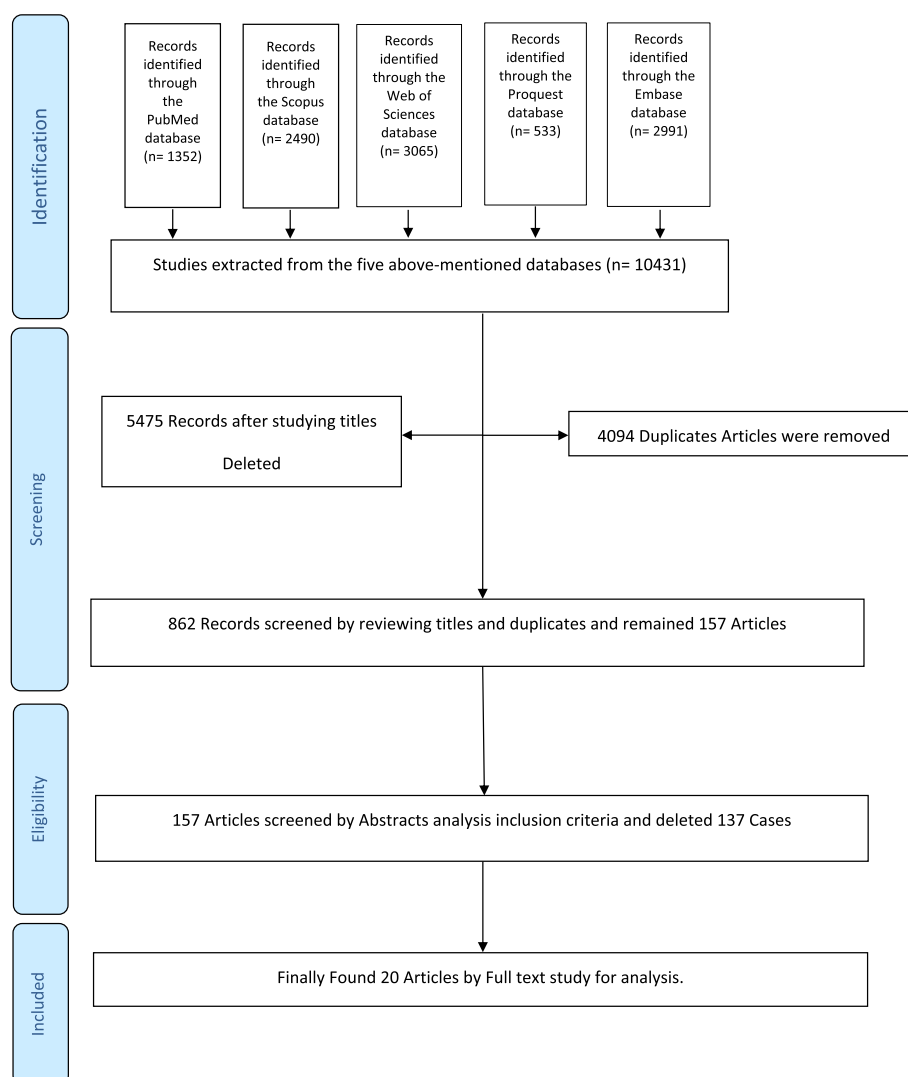 Identification
Records
identified
through
the
PubMed
database
(n= 1352)
Records
identified
through
the Scopus
database
(n= 2490)
Records
identified
through the
Web of
Sciences
database
(n= 3065)
Records
identified
through the
Proquest
database
(n= 533)
Records
identified
through the
Embase
database
(n= 2991)
Studies extracted from the five above-mentioned databases (n= 10431)
Screening
5475 Records after studying titles
Deleted
4094 Duplicates Articles were removed
862 Records screened by reviewing titles and duplicates and remained 157 Articles
Eligibility
157 Articles screened by Abstracts analysis inclusion criteria and deleted 137 Cases
Included
Finally Found 20 Articles by Full text study for analysis.